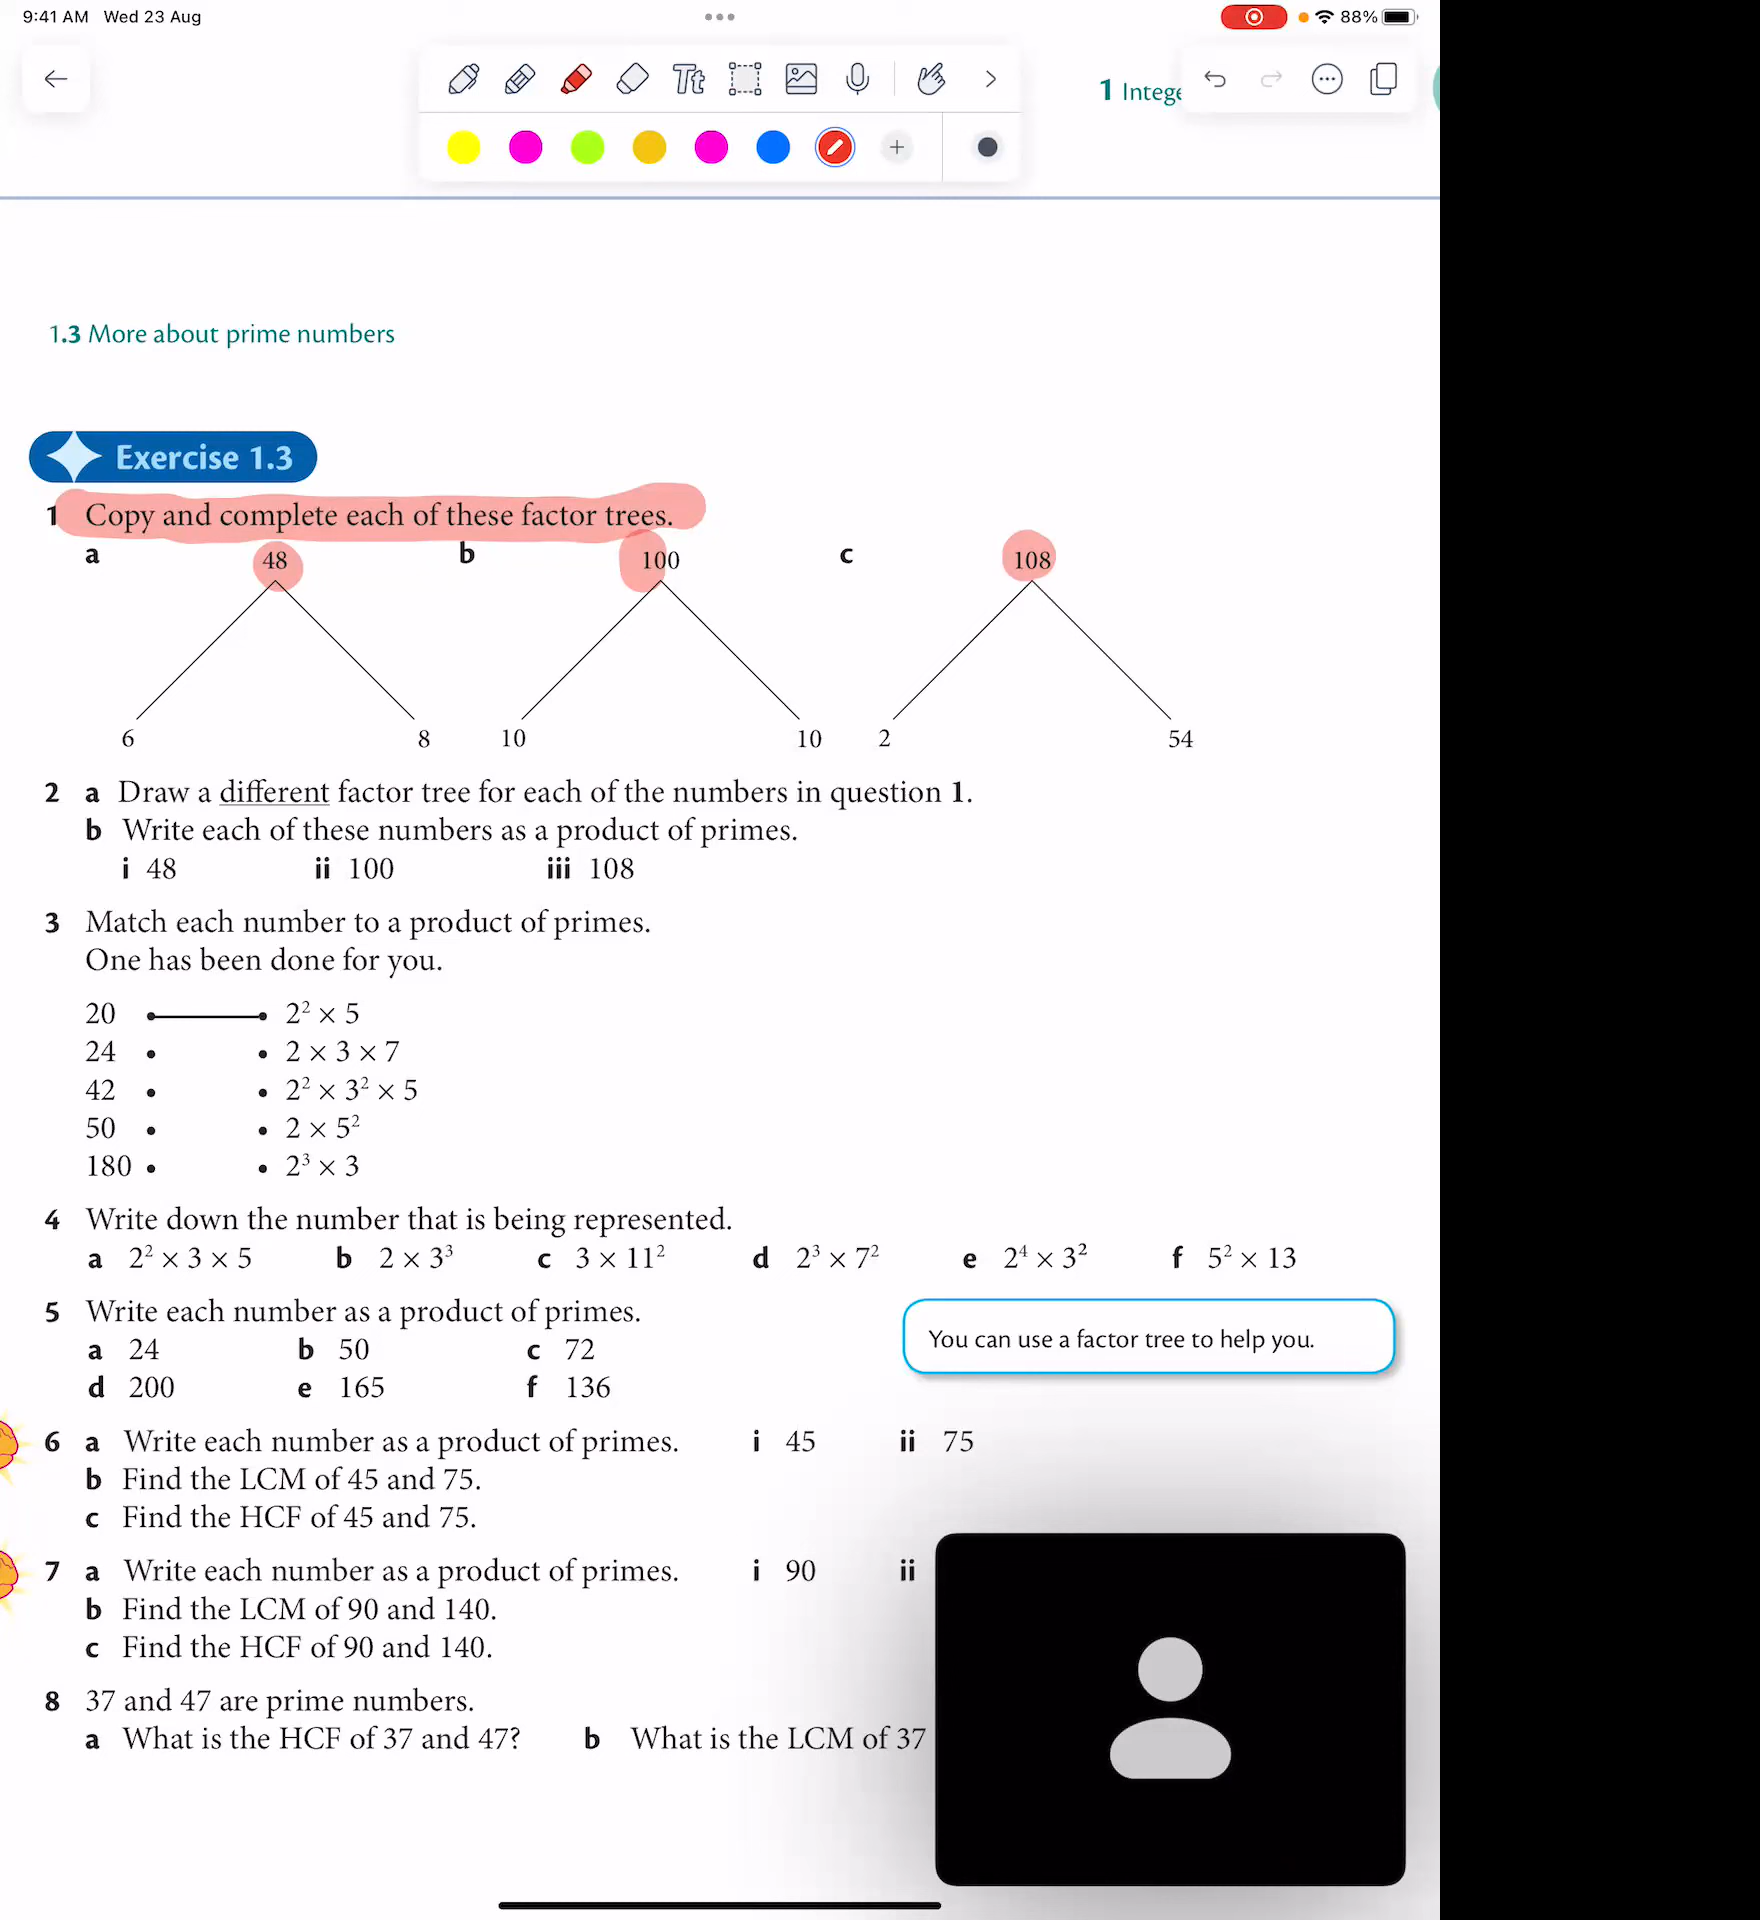 9:41 AM Wed 23 Aug
88%
Tt
1 Intege
1.3 More about prime numbers
Exercise 1.3
1 Copy and complete each of these factor trees.
a 48 b 100 c 108
6 8 10 10 2 54
2 a Draw a different factor tree for each of the numbers in question 1.
b Write each of these numbers as a product of primes.
i 48 ii 100 iii 108
3 Match each number to a product of primes.
One has been done for you.
20 2² × 5
24 2 × 3 × 7
42 2² × 3² × 5
50 2 × 5²
180 2³ × 3
4 Write down the number that is being represented.
a 2² × 3 × 5 b 2 × 3³ c 3 × 11² d 2³ × 7² e 2⁴ × 3² f 5² × 13
5 Write each number as a product of primes.
a 24 b 50 c 72
d 200 e 165 f 136
You can use a factor tree to help you.
6 a Write each number as a product of primes. i 45 ii 75
b Find the LCM of 45 and 75.
c Find the HCF of 45 and 75.
7 a Write each number as a product of primes. i 90 ii
b Find the LCM of 90 and 140.
c Find the HCF of 90 and 140.
8 37 and 47 are prime numbers.
a What is the HCF of 37 and 47? b What is the LCM of 37